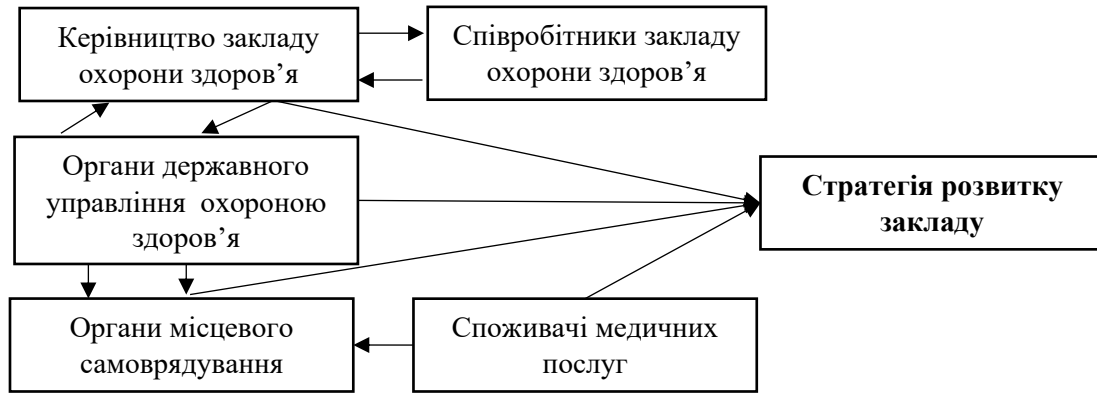 Керівництво закладу
охорони здоров’я
Співробітники закладу
охорони здоров’я
Органи державного
управління охороною
здоров’я
Стратегія розвитку
закладу
Органи місцевого
самоврядування
Споживачі медичних
послуг